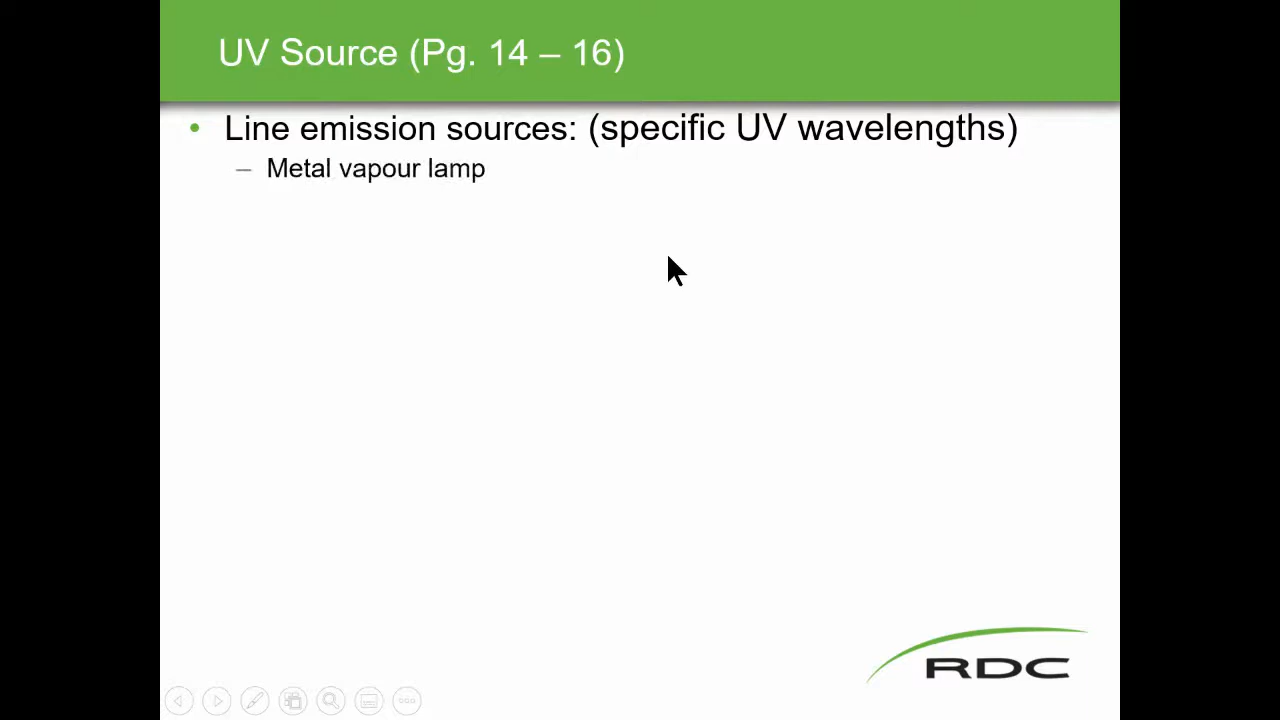 UV Source (Pg. 14 – 16)
• Line emission sources: (specific UV wavelengths)
– Metal vapour lamp
RDC